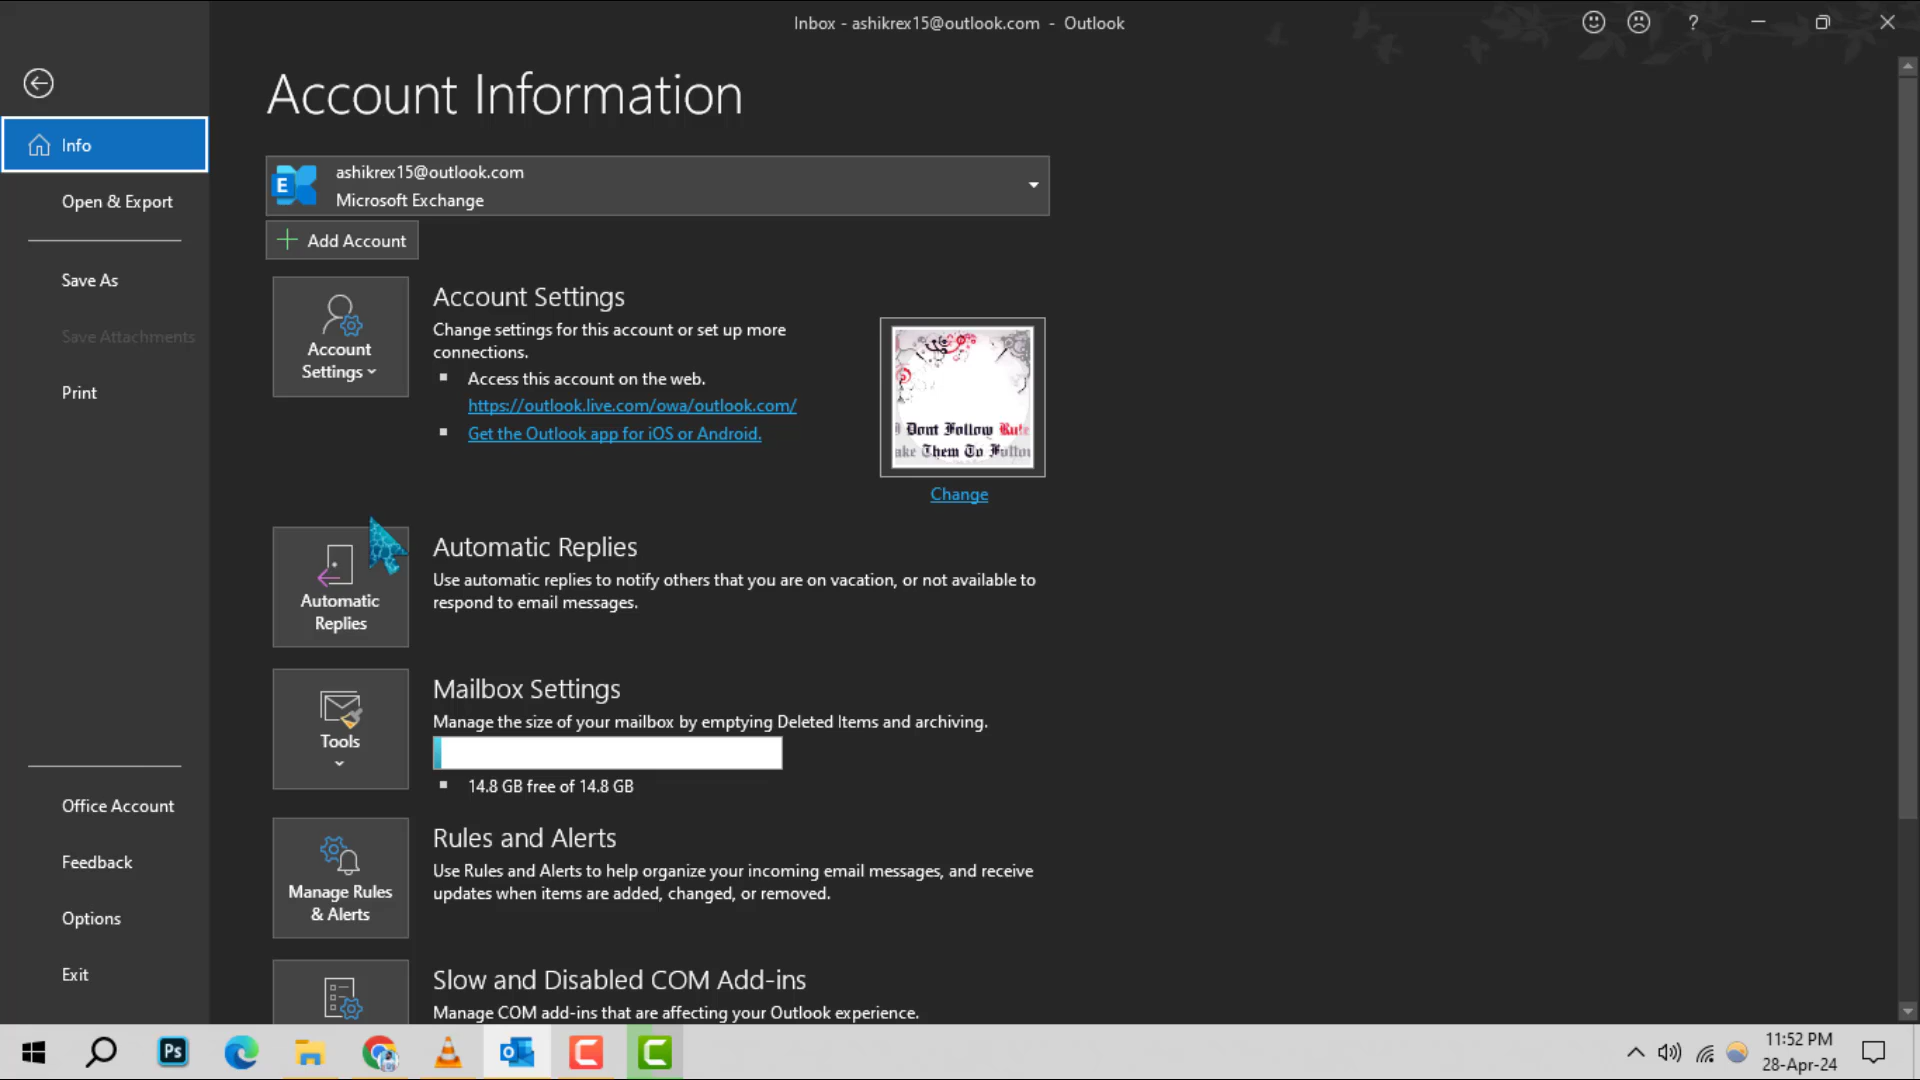 Inbox - ashikrex15@outlook.com - Outlook
?
Account Information
Info
Open & Export
Save As
Save Attachments
Print
Office Account
Feedback
Options
Exit
E
ashikrex15@outlook.com
Microsoft Exchange
Add Account
Account
Settings
Account Settings
Change settings for this account or set up more
connections.
Access this account on the web.
https://outlook.live.com/owa/outlook.com/
Get the Outlook app for iOS or Android.
Dont Follow Rule
ake Them To Follow
Change
Automatic
Replies
Automatic Replies
Use automatic replies to notify others that you are on vacation, or not available to
respond to email messages.
Tools
Mailbox Settings
Manage the size of your mailbox by emptying Deleted Items and archiving.
14.8 GB free of 14.8 GB
Manage Rules
& Alerts
Rules and Alerts
Use Rules and Alerts to help organize your incoming email messages, and receive
updates when items are added, changed, or removed.
Slow and Disabled COM Add-ins
Manage COM add-ins that are affecting your Outlook experience.
Ps
11:52 PM
28-Apr-24